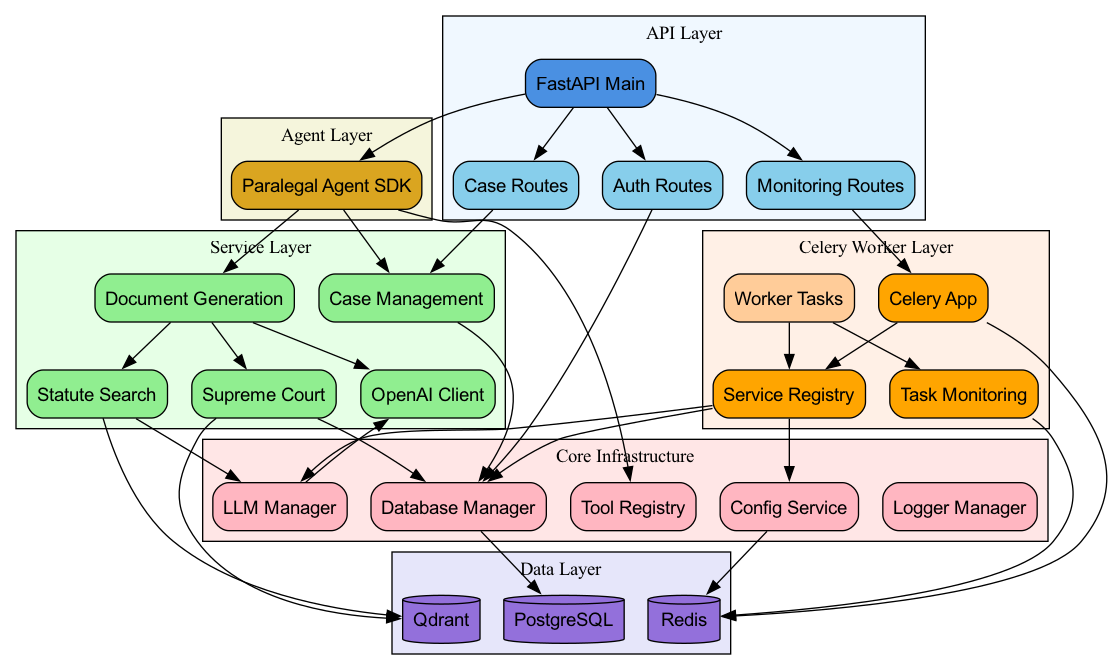 API Layer
FastAPI Main
Agent Layer
Paralegal Agent SDK
Case Routes
Auth Routes
Monitoring Routes
Service Layer
Celery Worker Layer
Document Generation
Case Management
Worker Tasks
Celery App
Statute Search
Supreme Court
OpenAI Client
Service Registry
Task Monitoring
Core Infrastructure
LLM Manager
Database Manager
Tool Registry
Config Service
Logger Manager
Data Layer
Qdrant
PostgreSQL
Redis